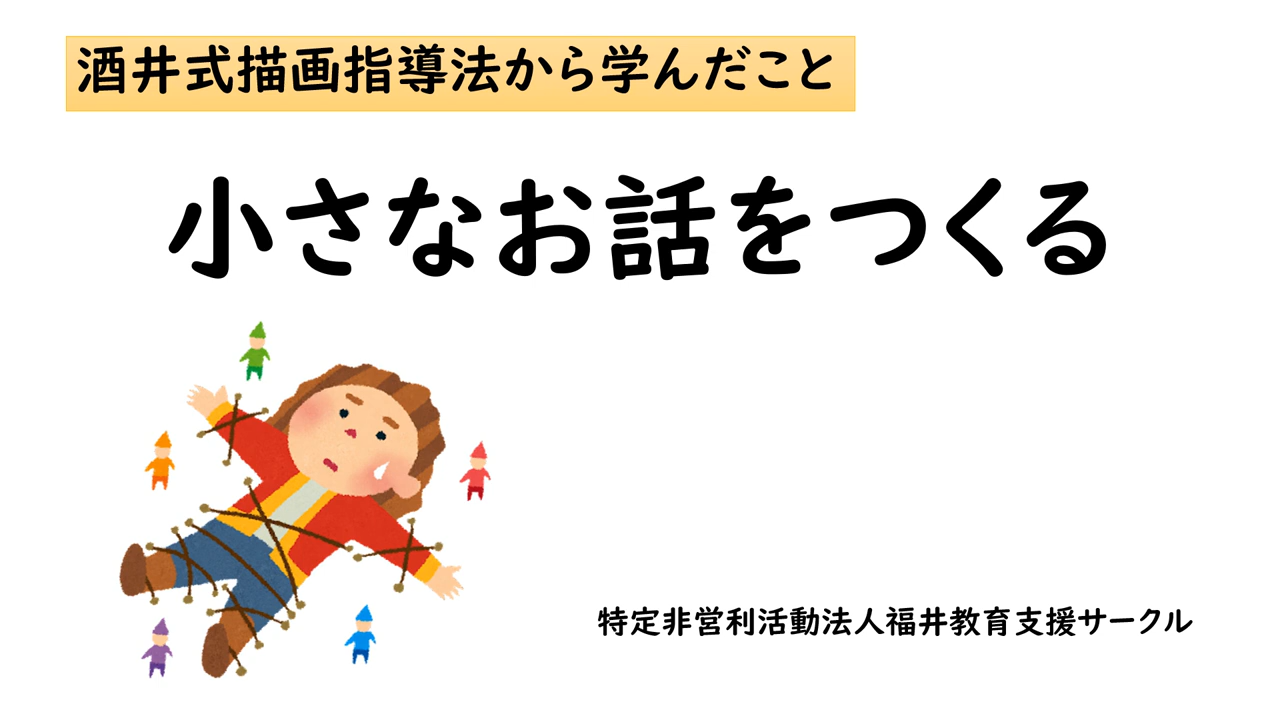 酒井式描画指導法から学んだこと
小さなお話をつくる
特定非営利活動法人福井教育支援サークル